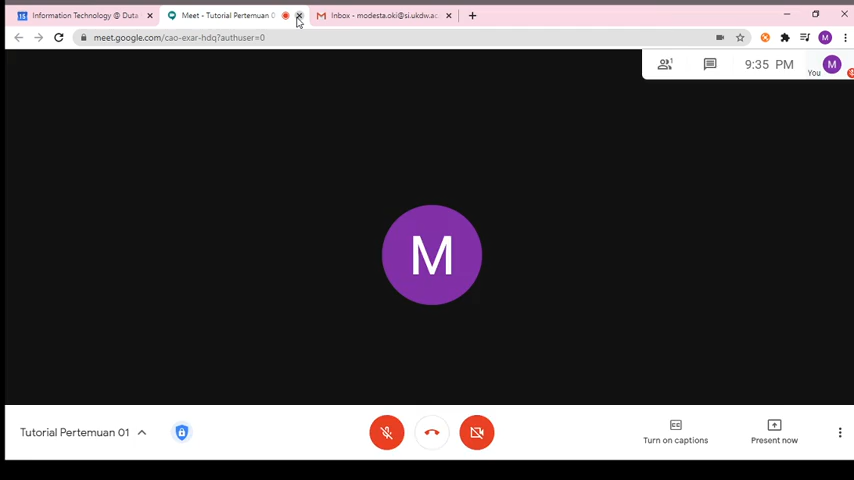 15 Information Technology @ Duta
Meet - Tutorial Pertemuan 0
Inbox - modesta.oki@si.ukdw.ac
meet.google.com/cao-exar-hdq?authuser=0
M
1
9:35 PM
You
M
M
Tutorial Pertemuan 01
Turn on captions
Present now